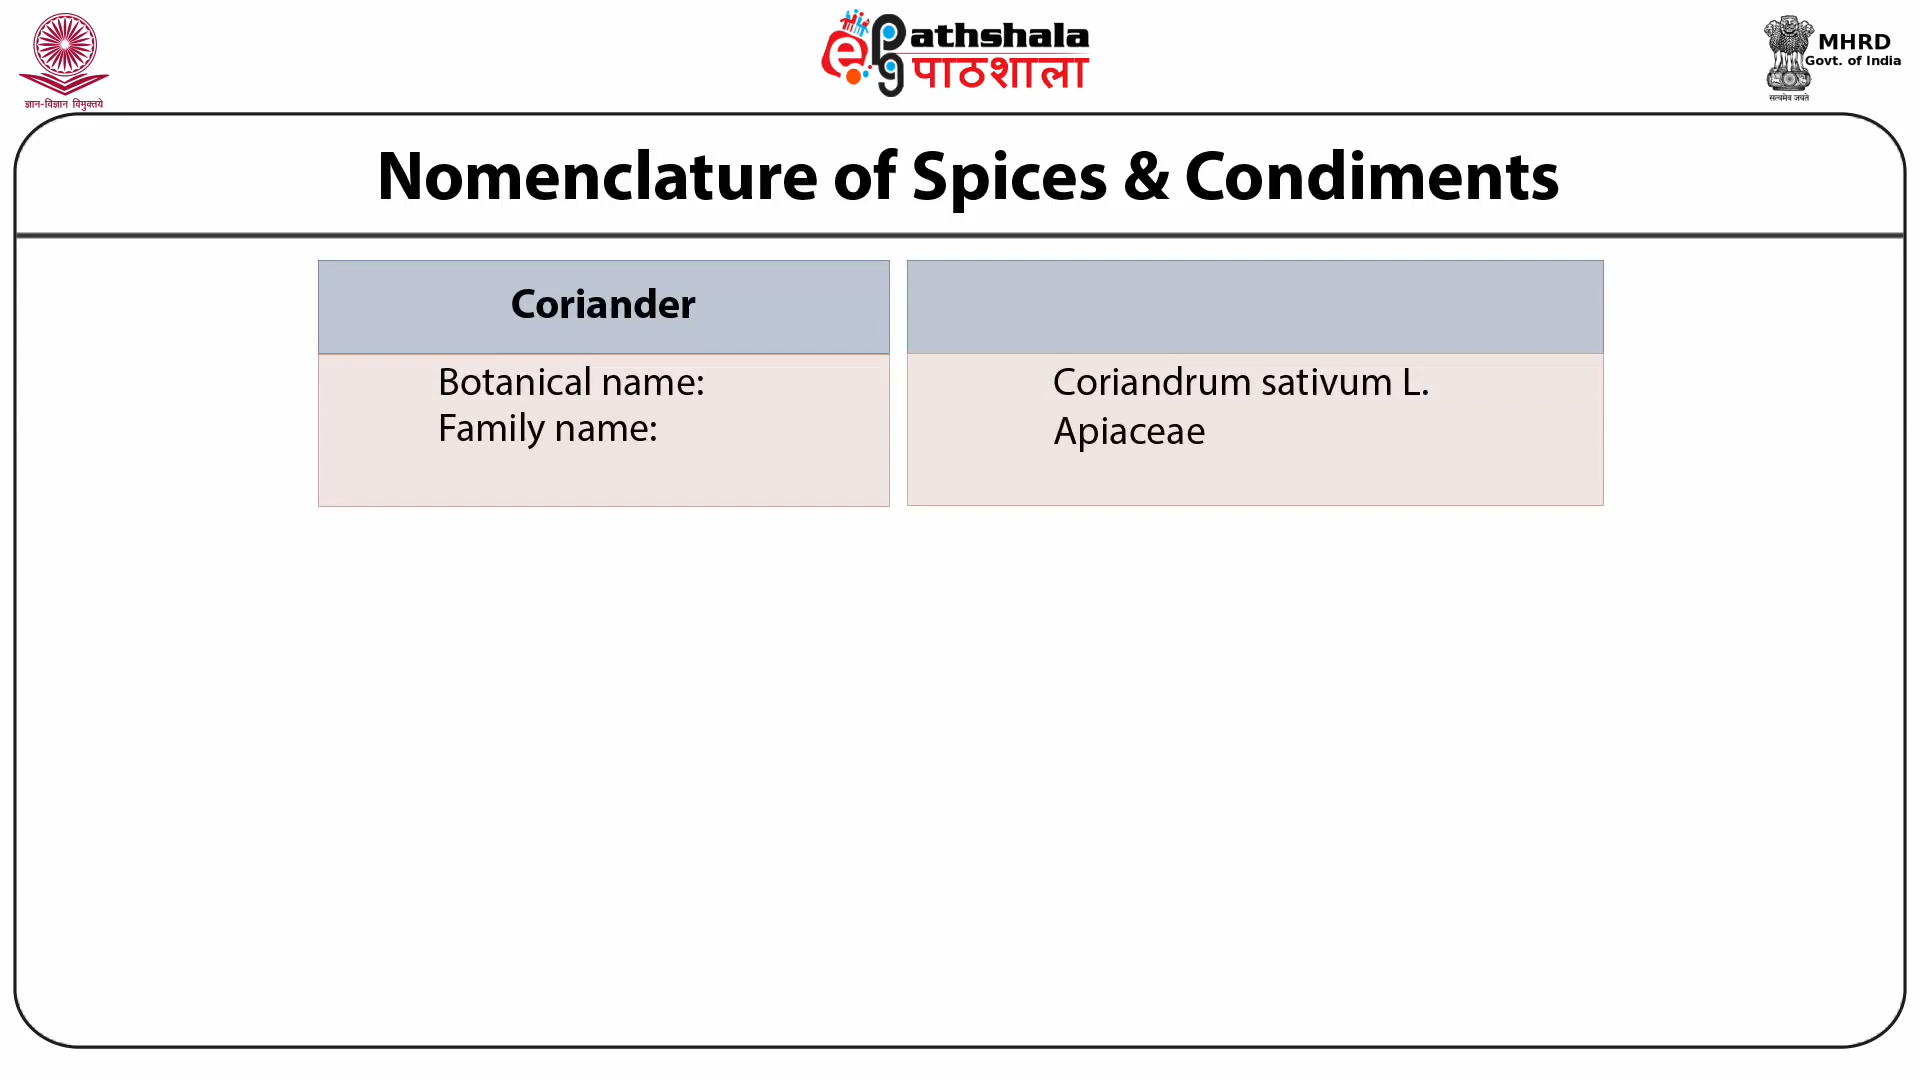 ज्ञान-विज्ञान विमुक्तये
ePGathshala
पाठशाला
MHRD
Govt. of India
सत्यमेव जयते
Nomenclature of Spices & Condiments
Coriander
Botanical name: Coriandrum sativum L.
Family name: Apiaceae